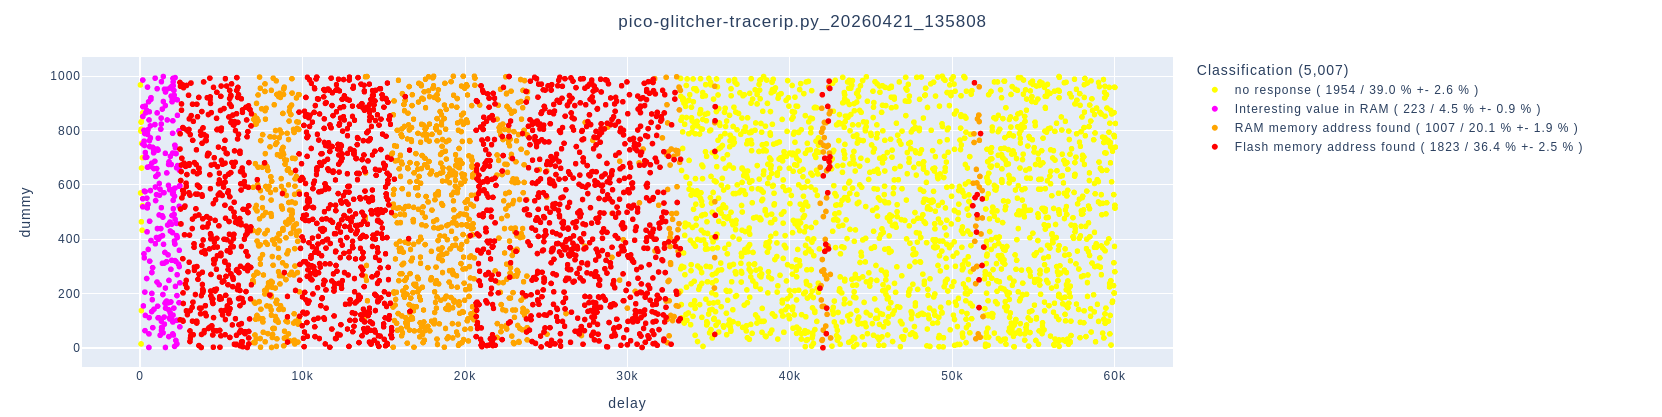 pico-glitcher-tracerip.py_20260421_135808
Classification (5,007)
no response ( 1954 / 39.0 % +- 2.6 % )
Interesting value in RAM ( 223 / 4.5 % +- 0.9 % )
RAM memory address found ( 1007 / 20.1 % +- 1.9 % )
Flash memory address found ( 1823 / 36.4 % +- 2.5 % )
dummy
1000
800
600
400
200
0
0 10k 20k 30k 40k 50k 60k
delay